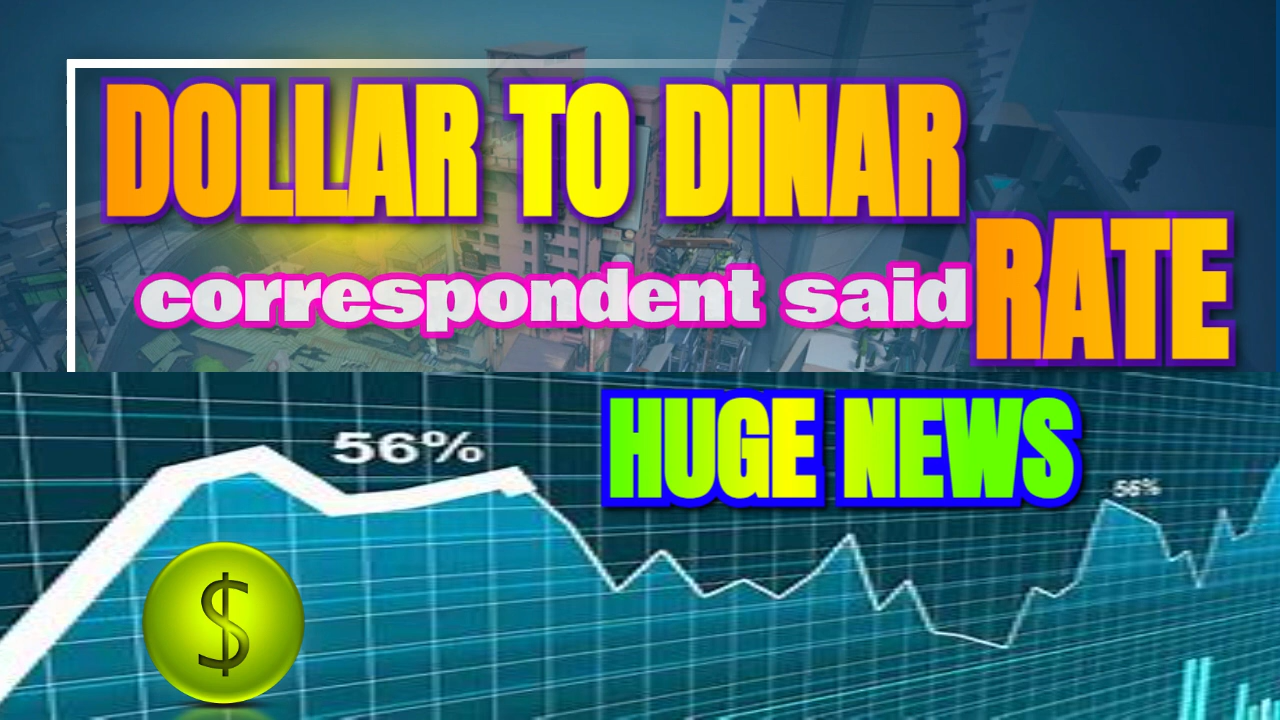 DOLLAR TO DINAR
RATE
correspondent said
HUGE NEWS
56%
56%
$